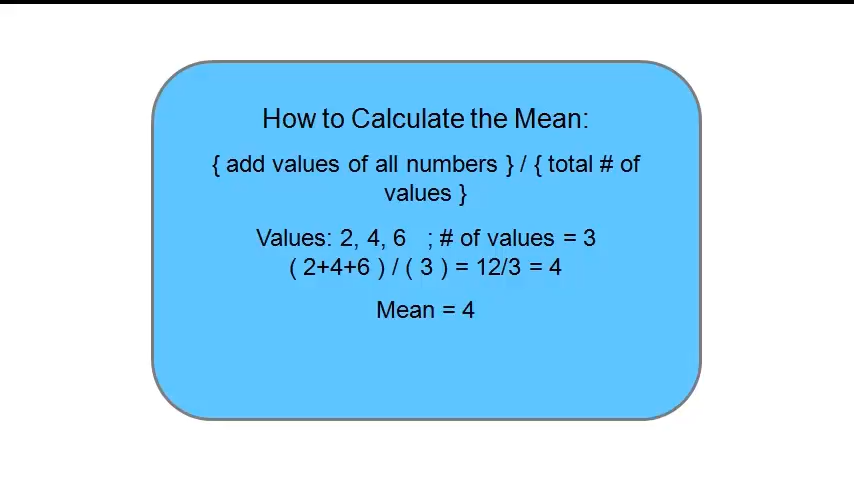 How to Calculate the Mean:
{ add values of all numbers } / { total # of
values }
Values: 2, 4, 6   ; # of values = 3
( 2+4+6 ) / ( 3 ) = 12/3 = 4
Mean = 4